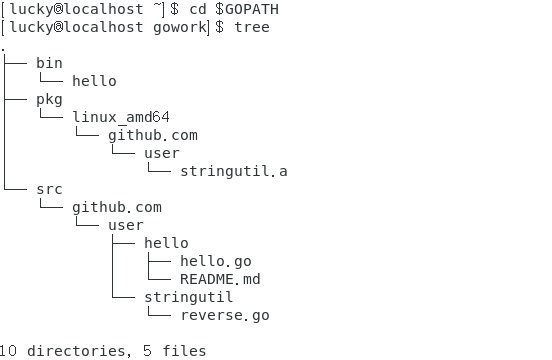 [lucky@localhost ~]$ cd $GOPATH
[lucky@localhost gowork]$ tree
.
├── bin
│   └── hello
├── pkg
│   └── linux_amd64
│       └── github.com
│           └── user
│               └── stringutil.a
└── src
    └── github.com
        └── user
            ├── hello
            │   ├── hello.go
            │   └── README.md
            └── stringutil
                └── reverse.go

10 directories, 5 files